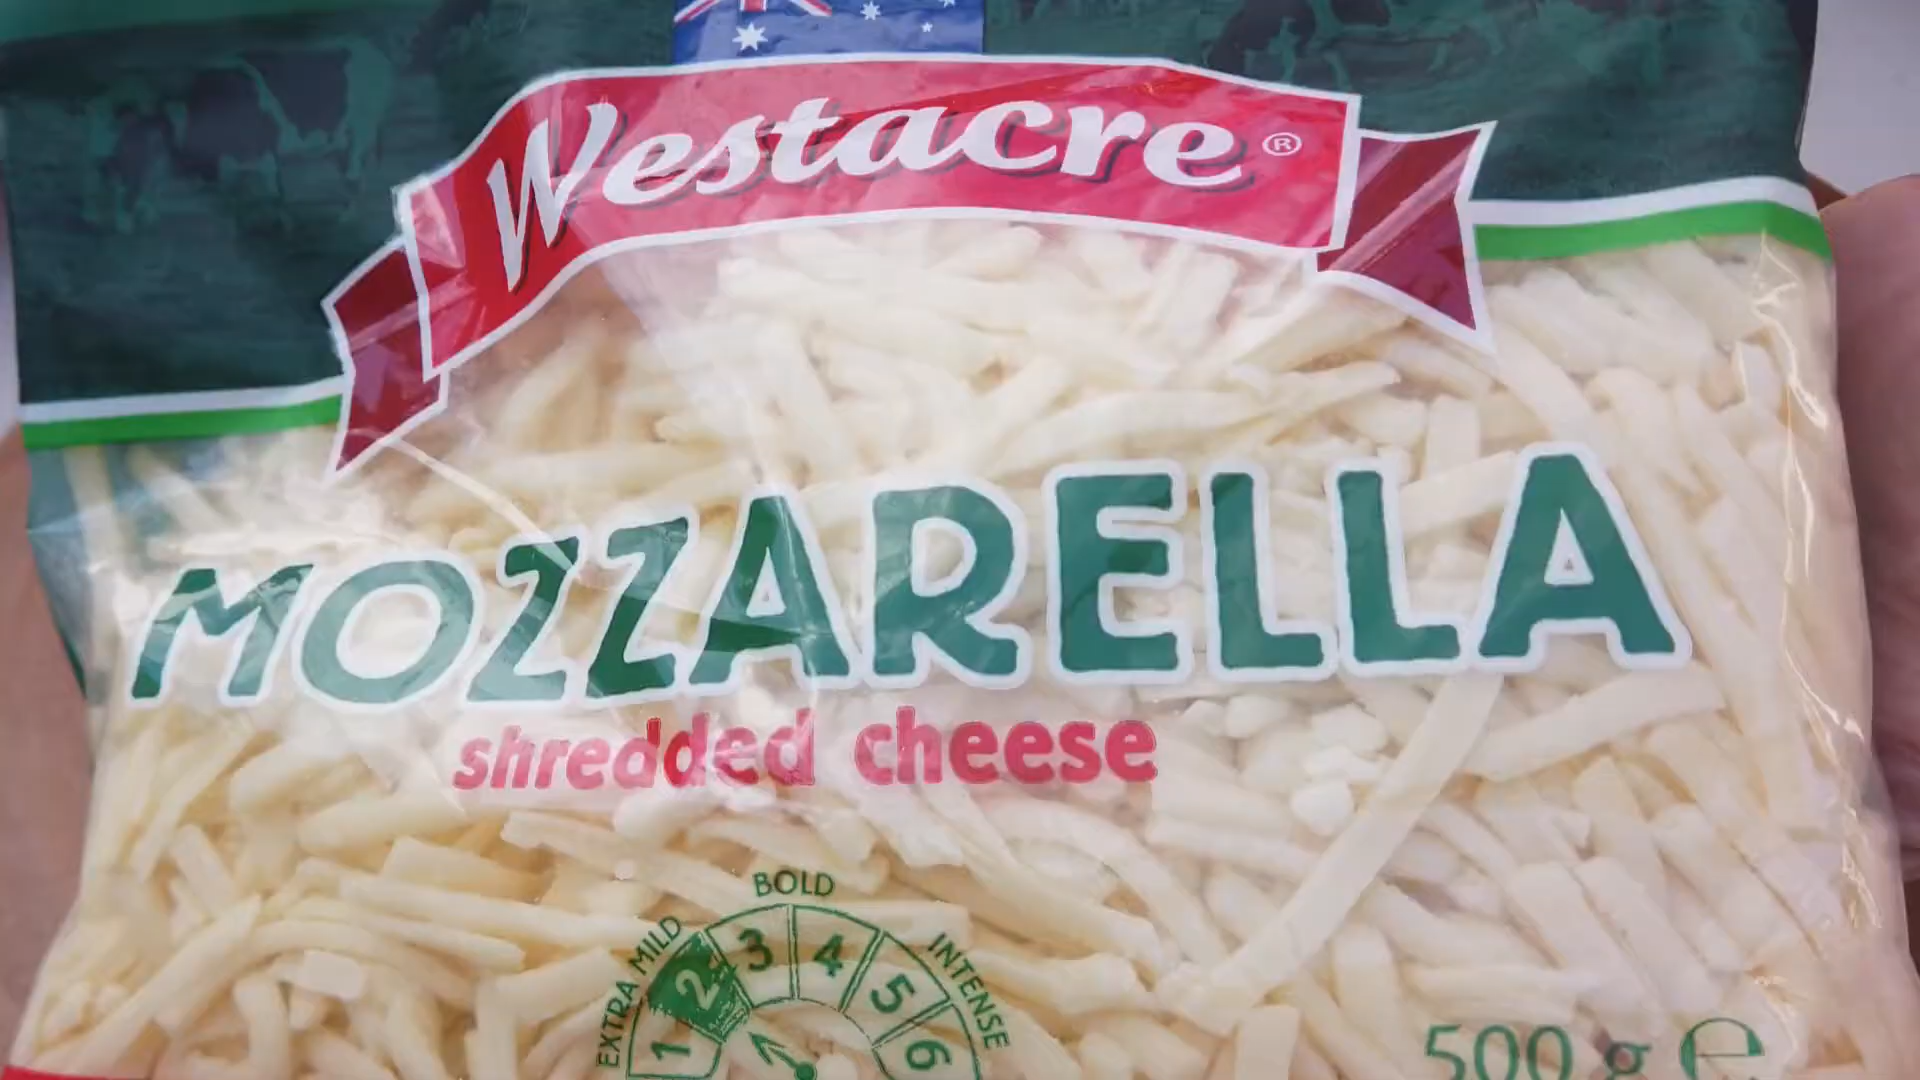 Westacre®
MOZZARELLA
shredded cheese
BOLD
EXTRA MILD
INTENSE
1 2 3 4 5 6
500 g e